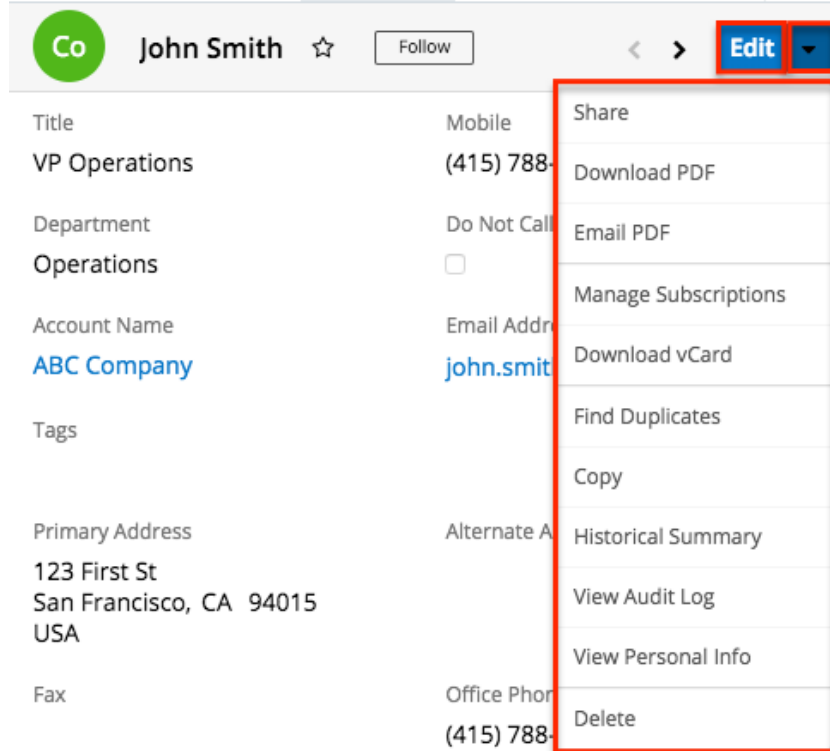 Co
John Smith
Follow
Edit
Title
VP Operations
Mobile
(415) 788-
Department
Operations
Do Not Call
Account Name
ABC Company
Email Addr
john.smit
Tags
Primary Address
123 First St
San Francisco, CA 94015
USA
Alternate A
Fax
Office Phon
(415) 788-
Share
Download PDF
Email PDF
Manage Subscriptions
Download vCard
Find Duplicates
Copy
Historical Summary
View Audit Log
View Personal Info
Delete